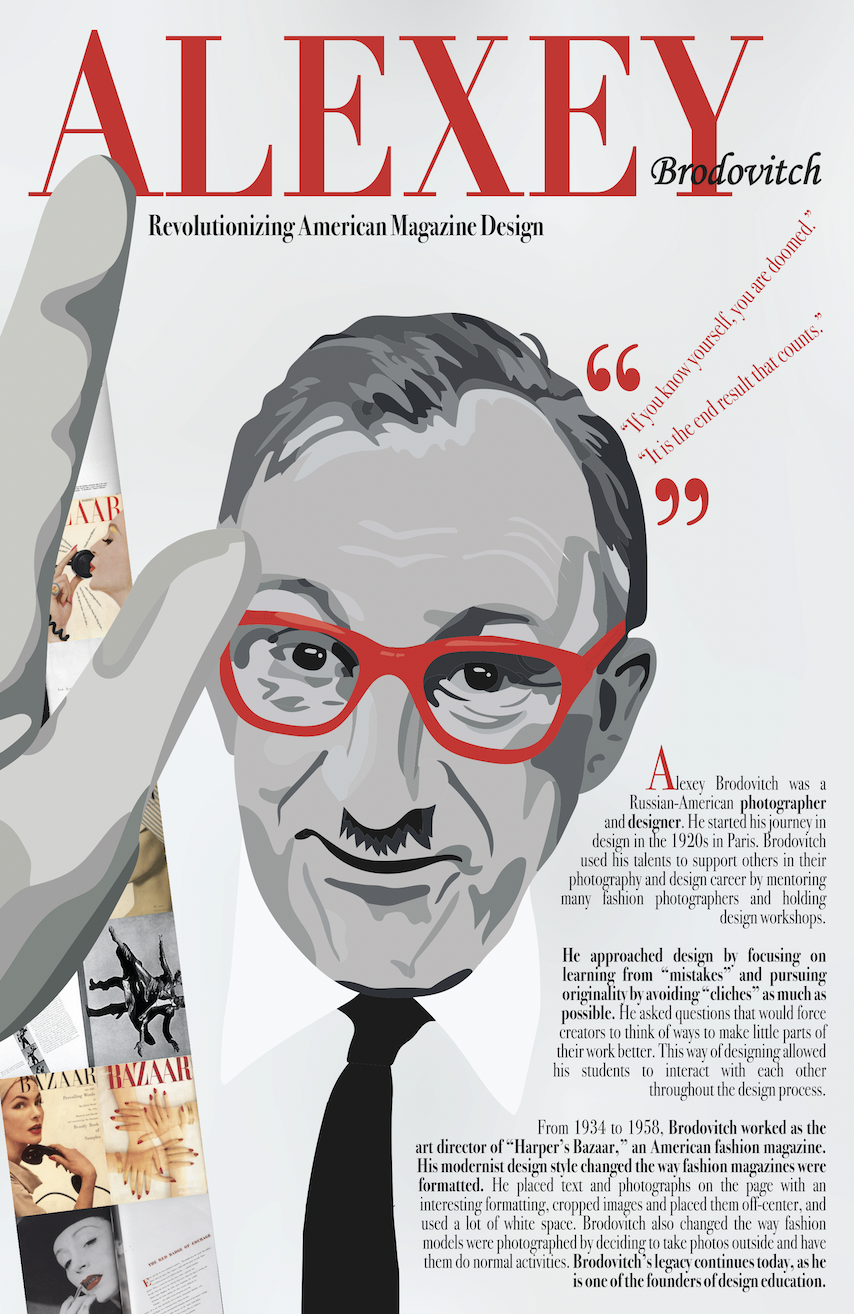 ALEXEY
Brodovitch
Revolutionizing American Magazine Design
“If you know yourself, you are doomed.”
“It is the end result that counts.”
AAR
Alexey Brodovitch was a
Russian-American photographer
and designer. He started his journey in
design in the 1920s in Paris. Brodovitch
used his talents to support others in their
photography and design career by mentoring
many fashion photographers and holding
design workshops.
He approached design by focusing on
learning from “mistakes” and pursuing
originality by avoiding “cliches” as much as
possible. He asked questions that would force
creators to think of ways to make little parts of
their work better. This way of designing allowed
his students to interact with each other
throughout the design process.
From 1934 to 1958, Brodovitch worked as the
art director of “Harper’s Bazaar,” an American fashion magazine.
His modernist design style changed the way fashion magazines were
formatted. He placed text and photographs on the page with an
interesting formatting, cropped images and placed them off-center, and
used a lot of white space. Brodovitch also changed the way fashion
models were photographed by deciding to take photos outside and have
them do normal activities. Brodovitch’s legacy continues today, as he
is one of the founders of design education.
BAZAAR
BAZAAR
THE RED BADGE OF COURAGE